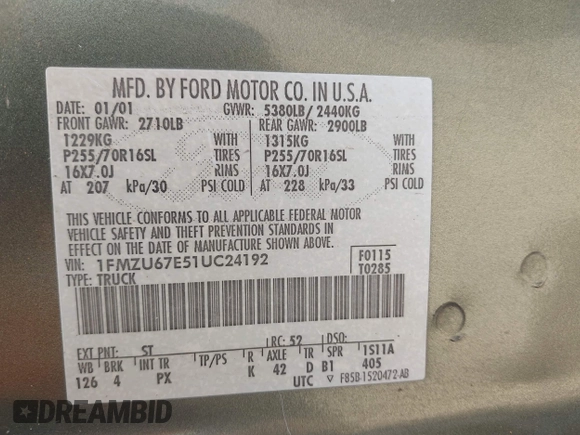 MFD. BY FORD MOTOR CO. IN U.S.A.
DATE: 01/01 GVWR: 5380LB/ 2440KG
FRONT GAWR: 2710LB REAR GAWR: 2900LB
1229KG WITH 1315KG WITH
P255/70R16SL TIRES P255/70R16SL TIRES
16X7.0J RIMS 16X7.0J RIMS
AT 207 kPa/30 PSI COLD AT 228 kPa/33 PSI COLD
THIS VEHICLE CONFORMS TO ALL APPLICABLE FEDERAL MOTOR
VEHICLE SAFETY AND THEFT PREVENTION STANDARDS IN
EFFECT ON THE DATE OF MANUFACTURE SHOWN ABOVE.
VIN: 1FMZU67E51UC24192 F0115
TYPE: TRUCK T0285
EXT PNT: ST RC: 52 DSO:
WB BRK INT TR TP/PS R AXLE TR SPR 1S11A
126 4 PX K 42 D B1 405
UTC ▽ F85B-1520472-AB
DREAMBID